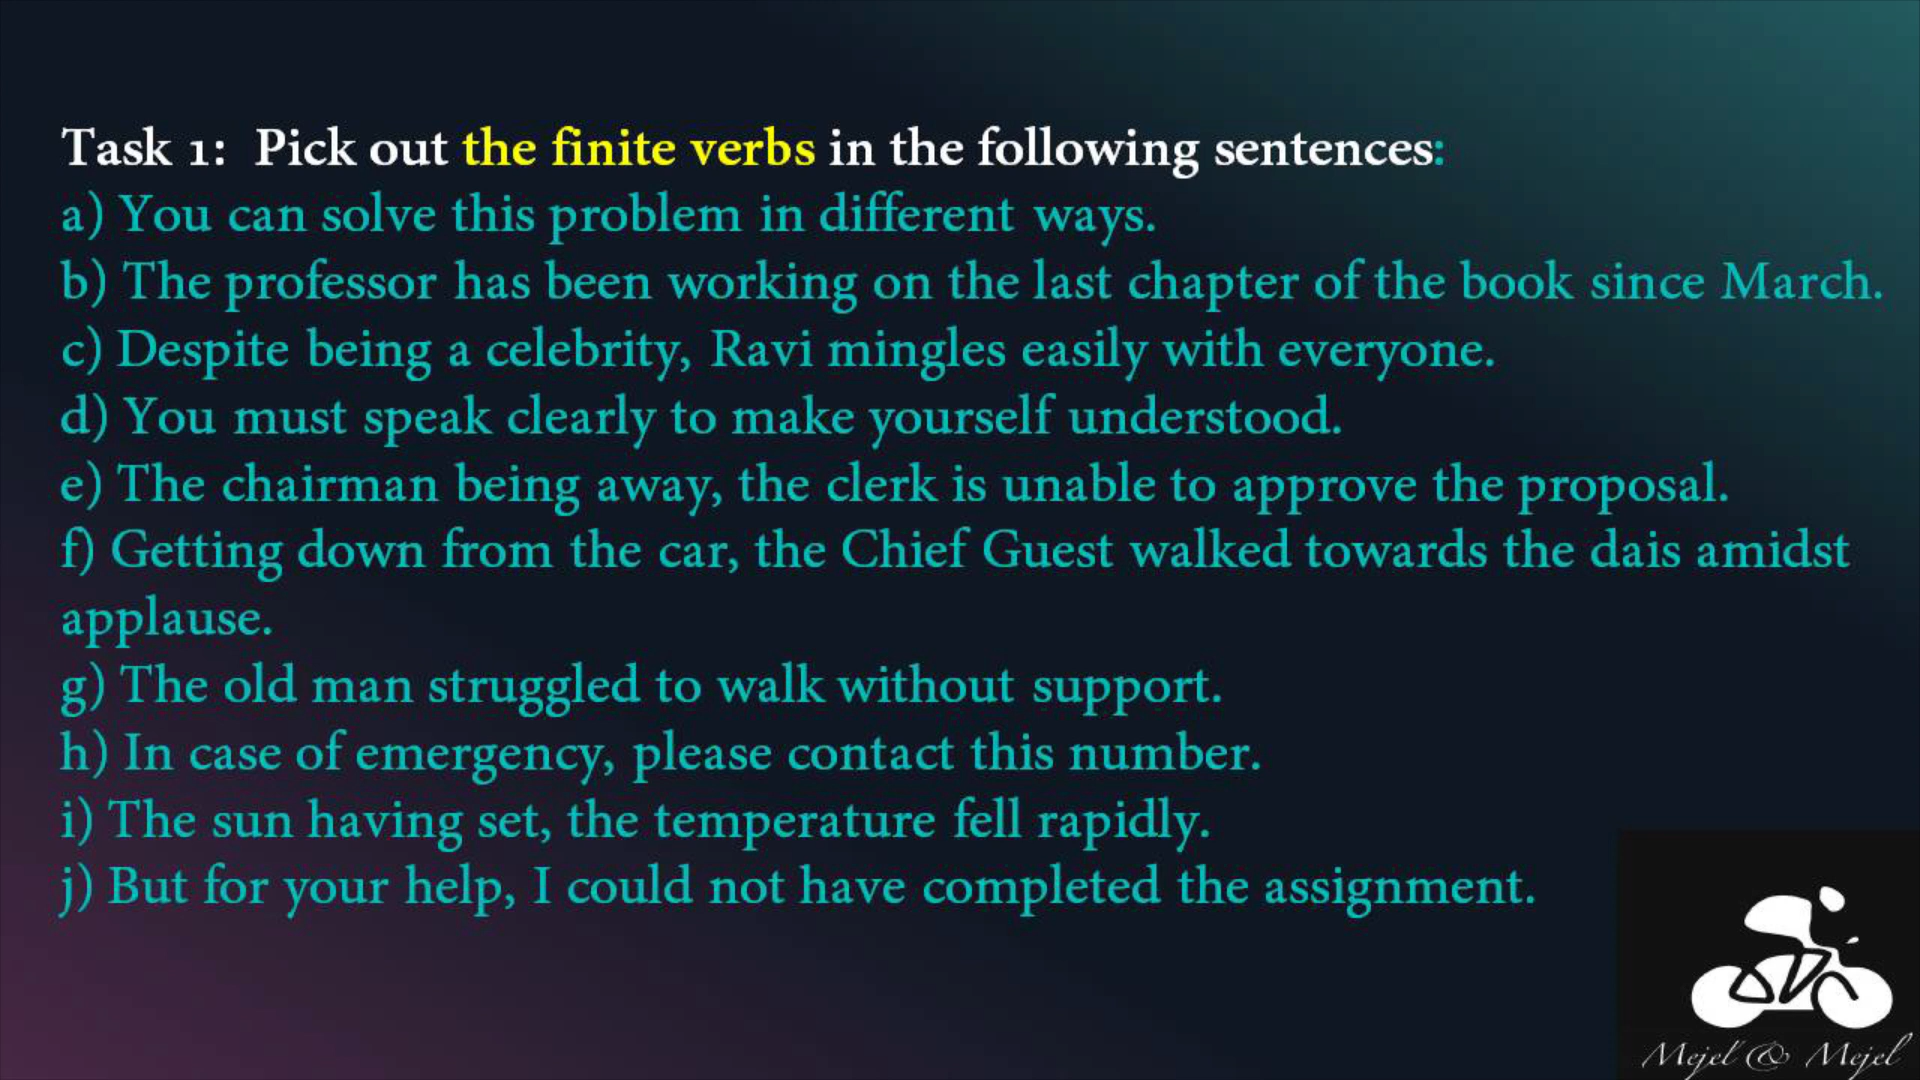 Task 1: Pick out the finite verbs in the following sentences:
a) You can solve this problem in different ways.
b) The professor has been working on the last chapter of the book since March.
c) Despite being a celebrity, Ravi mingles easily with everyone.
d) You must speak clearly to make yourself understood.
e) The chairman being away, the clerk is unable to approve the proposal.
f) Getting down from the car, the Chief Guest walked towards the dais amidst
applause.
g) The old man struggled to walk without support.
h) In case of emergency, please contact this number.
i) The sun having set, the temperature fell rapidly.
j) But for your help, I could not have completed the assignment.
Mejel & Mejel